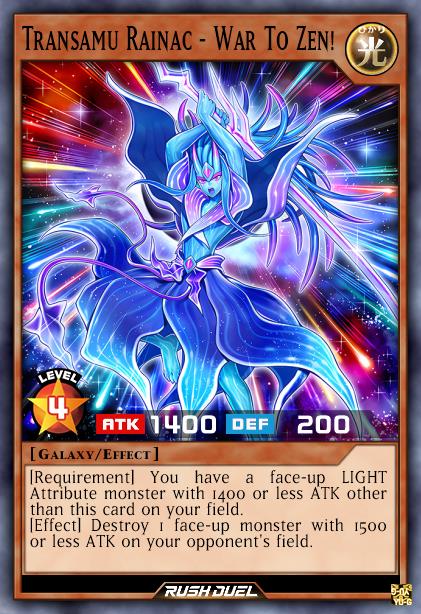 Transamu Rainac - War To Zen!
ひかり
光
LEVEL
4
ATK 1400 DEF 200
[Galaxy/Effect]
[Requirement] You have a face-up LIGHT
Attribute monster with 1400 or less ATK other
than this card on your field.
[Effect] Destroy 1 face-up monster with 1500
or less ATK on your opponent's field.
RUSH DUEL